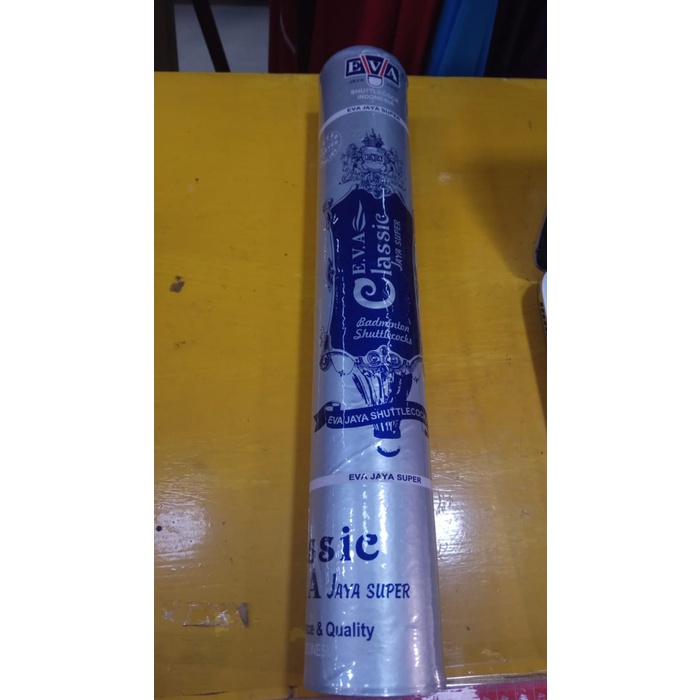 EVA
SHUTTLECOCK
INDONESIA
EVA JAYA SUPER
E.V.A
Classic
JAYA SUPER
Badminton
Shuttlecocks
EVA JAYA SHUTTLECOCK
EVA JAYA SUPER
ssic
A JAYA SUPER
ce & Quality